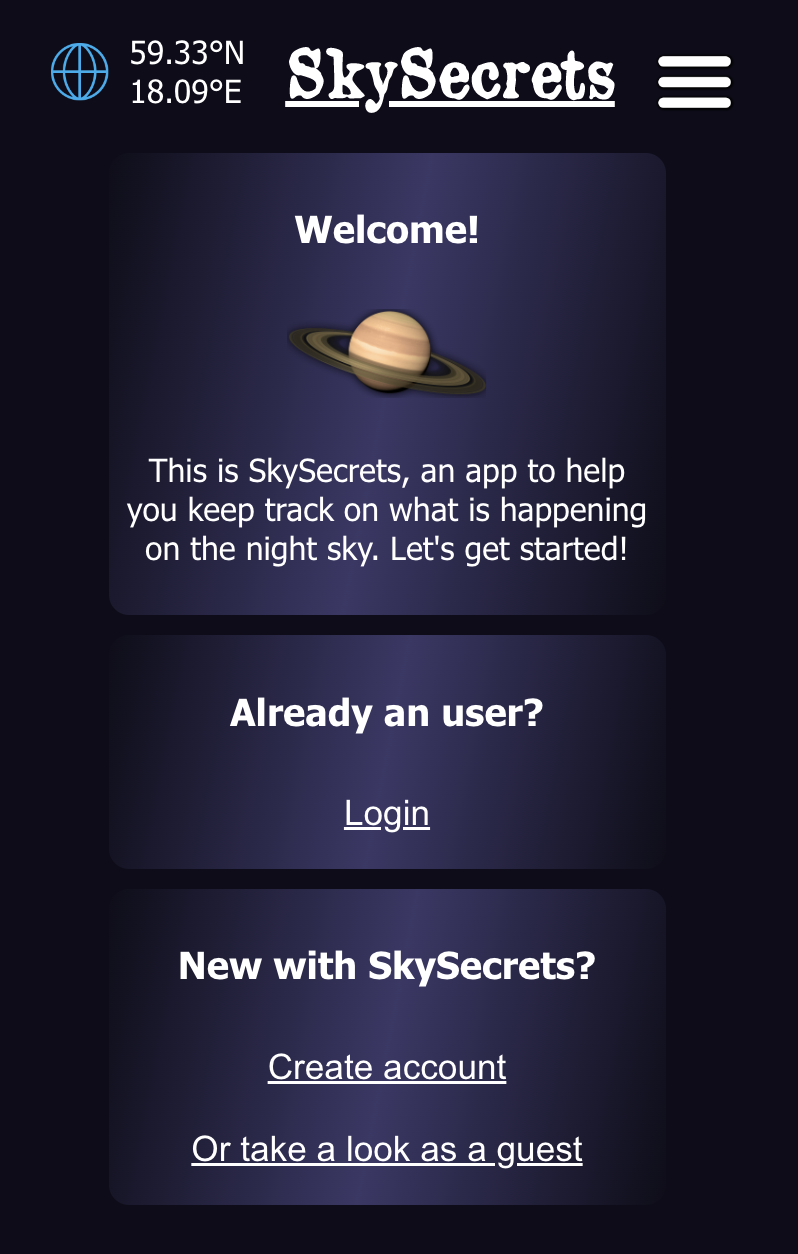 59.33°N
18.09°E
SkySecrets
Welcome!
This is SkySecrets, an app to help
you keep track on what is happening
on the night sky. Let's get started!
Already an user?
Login
New with SkySecrets?
Create account
Or take a look as a guest